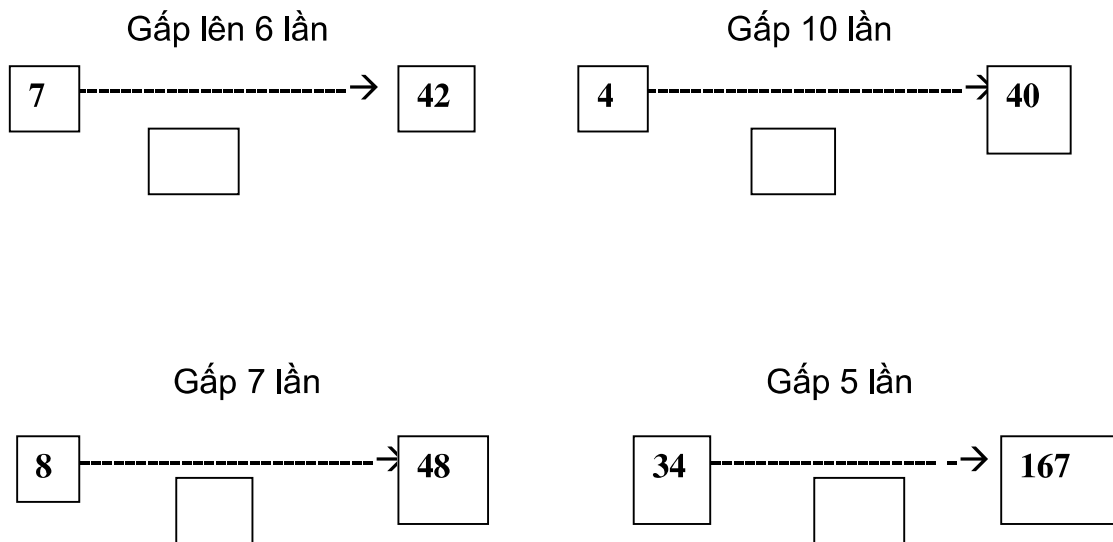 Gấp lên 6 lần
Gấp 10 lần
7 42
4 40
Gấp 7 lần
Gấp 5 lần
8 48
34 167